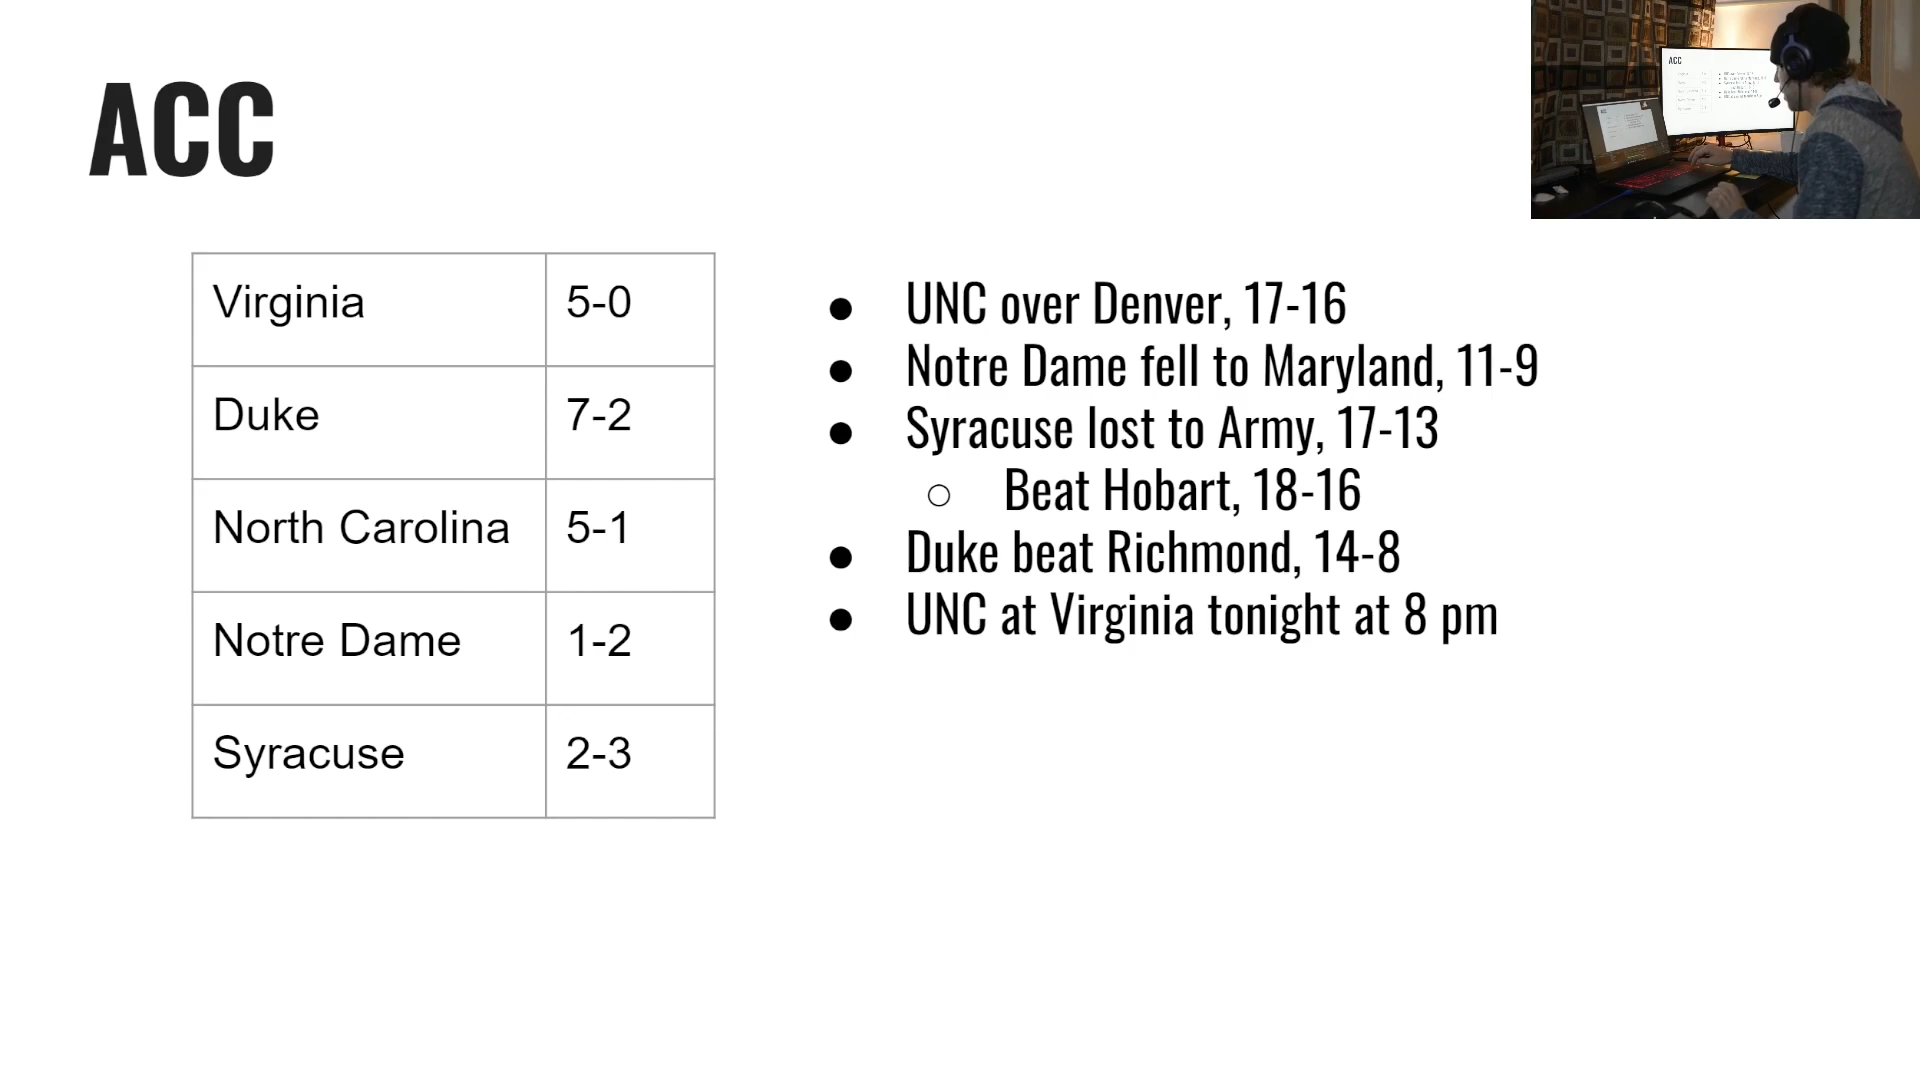 ACC
Virginia 5-0
Duke 7-2
North Carolina 5-1
Notre Dame 1-2
Syracuse 2-3
UNC over Denver, 17-16
Notre Dame fell to Maryland, 11-9
Syracuse lost to Army, 17-13
Beat Hobart, 18-16
Duke beat Richmond, 14-8
UNC at Virginia tonight at 8 pm
ACC